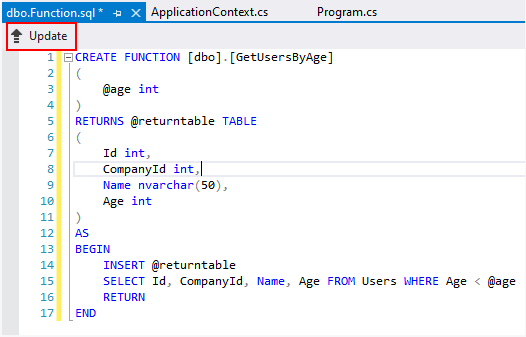 dbo.Function.sql* ApplicationContext.cs Program.cs
Update
1 CREATE FUNCTION [dbo].[GetUsersByAge]
2 (
3 @age int
4 )
5 RETURNS @returntable TABLE
6 (
7 Id int,
8 CompanyId int,
9 Name nvarchar(50),
10 Age int
11 )
12 AS
13 BEGIN
14 INSERT @returntable
15 SELECT Id, CompanyId, Name, Age FROM Users WHERE Age < @age
16 RETURN
17 END